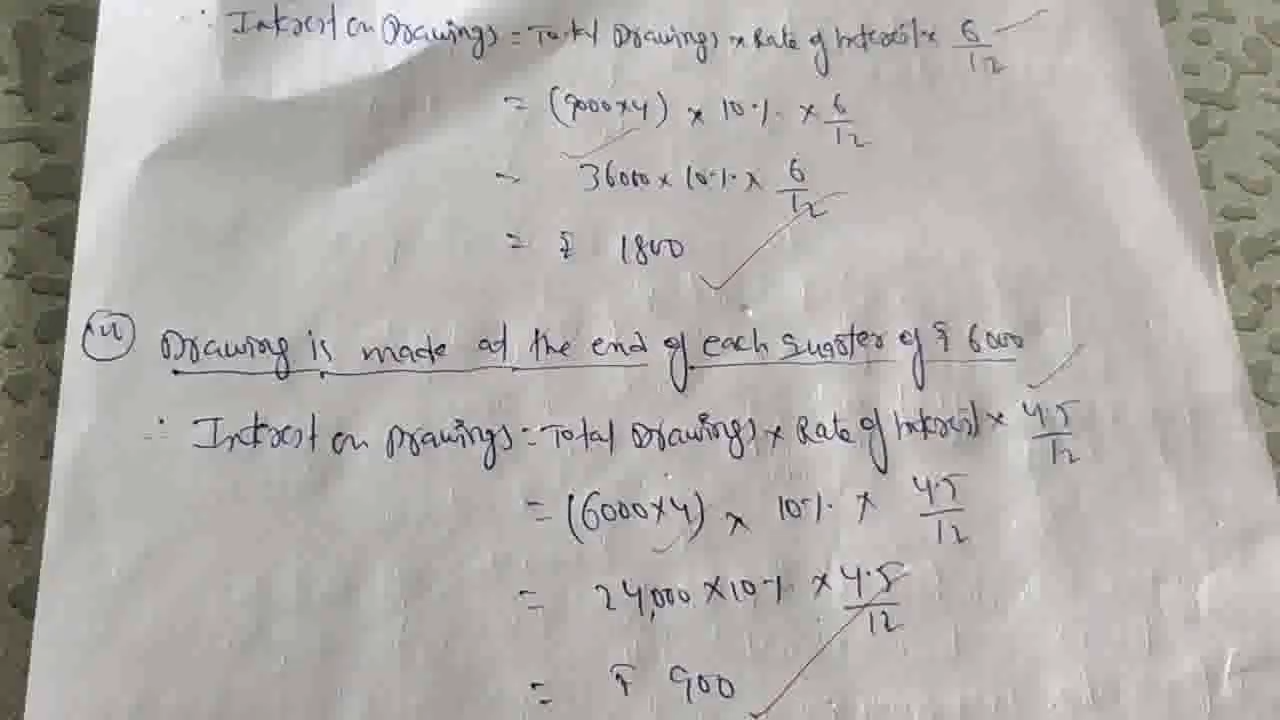 ∴ Interest on Drawings = Total Drawings × Rate of Interest × 6/12
= (9000×4) × 10% × 6/12
= 36000 × 10% × 6/12
= ₹ 1800
Drawing is made at the end of each Quarter of ₹ 6000
∴ Interest on Drawings = Total Drawings × Rate of Interest × 4.5/12
= (6000×4) × 10% × 4.5/12
= 24,000 × 10% × 4.5/12
= ₹ 900